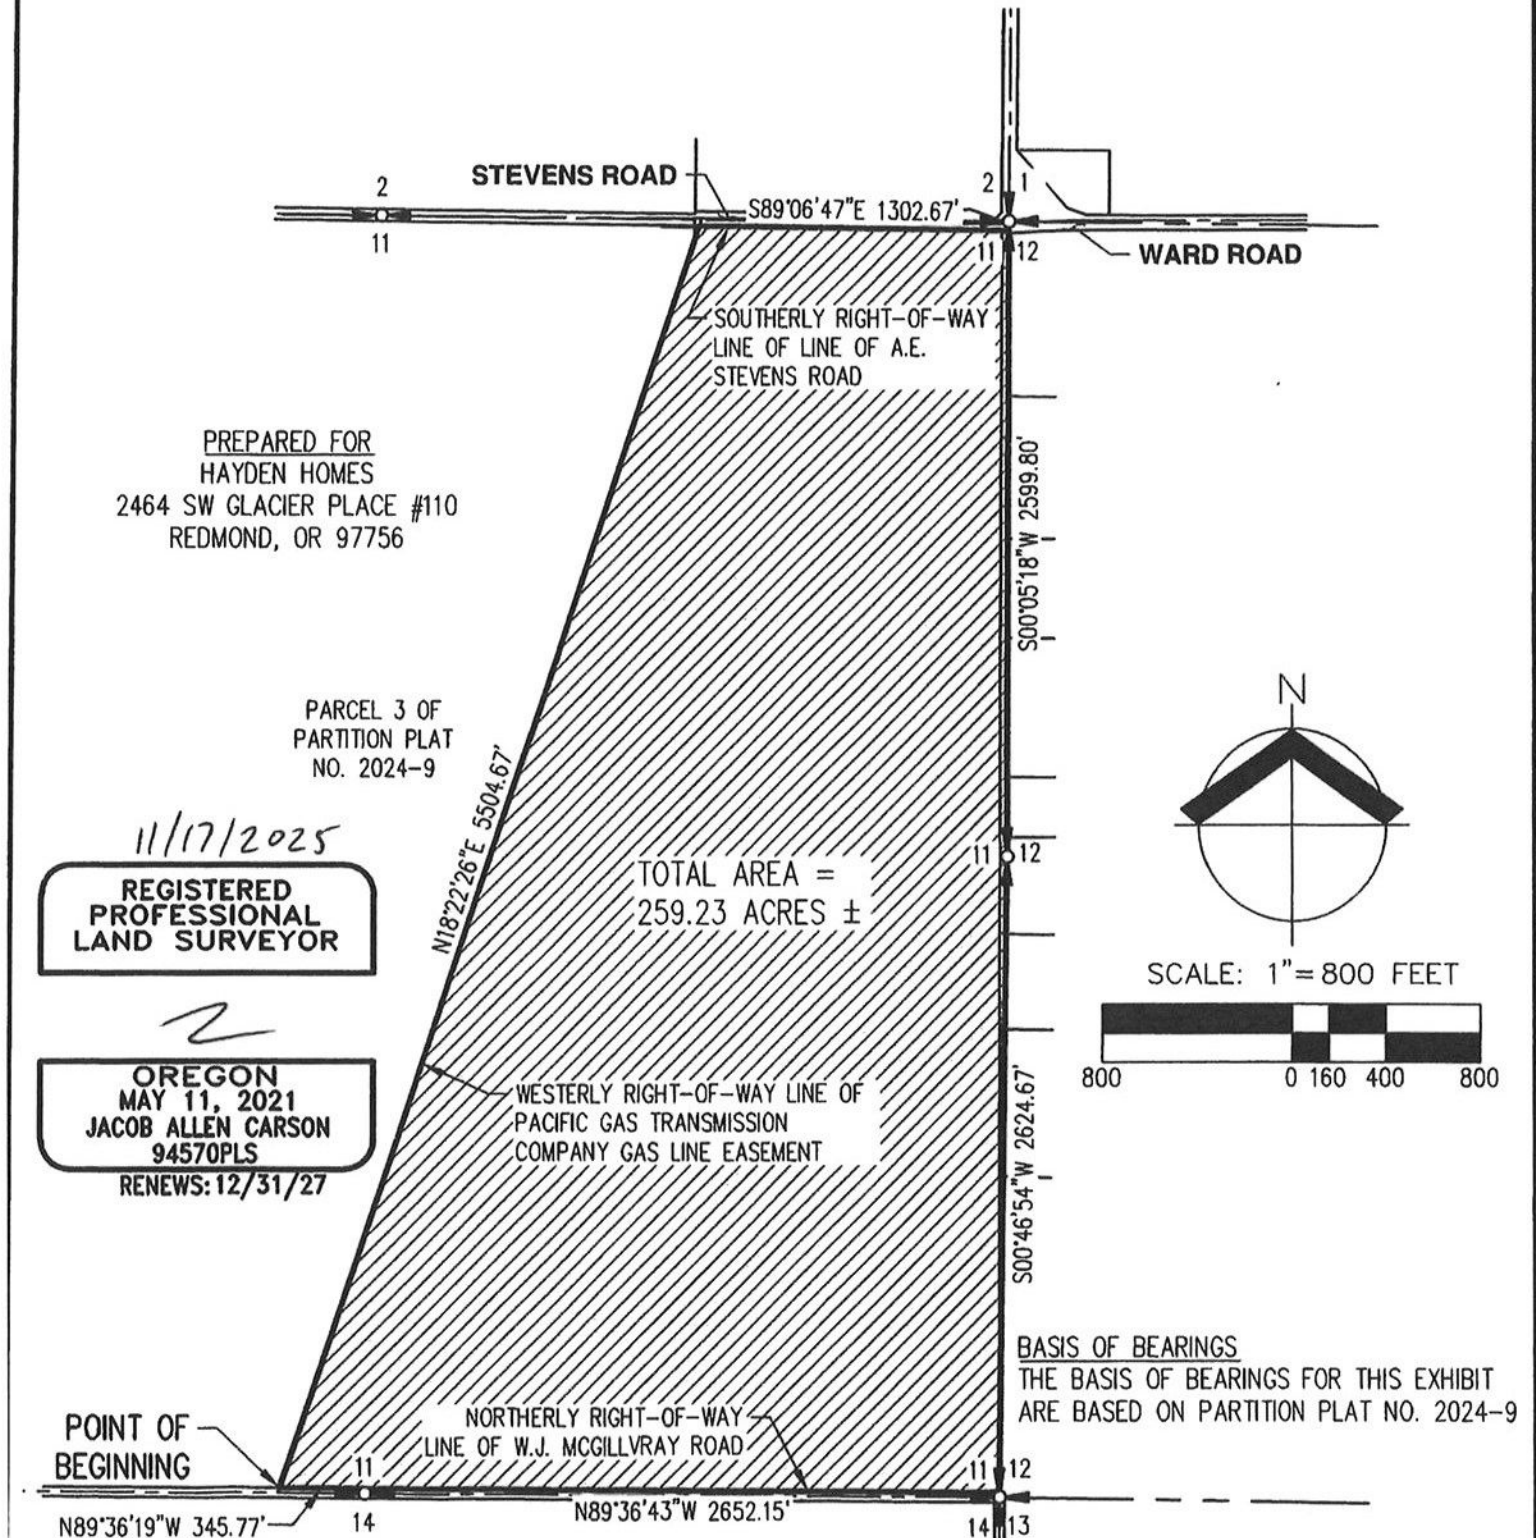 STEVENS ROAD
2
11
S89°06'47"E 1302.67'
2 1
11 12
WARD ROAD
SOUTHERLY RIGHT-OF-WAY
LINE OF LINE OF A.E.
STEVENS ROAD
PREPARED FOR
HAYDEN HOMES
2464 SW GLACIER PLACE #110
REDMOND, OR 97756
S00°05'18"W 2599.80'
PARCEL 3 OF
PARTITION PLAT
NO. 2024-9
N18°22'26"E 5504.67'
N
11/17/2025
REGISTERED
PROFESSIONAL
LAND SURVEYOR
TOTAL AREA =
259.23 ACRES ±
11 12
SCALE: 1"=800 FEET
800 0 160 400 800
OREGON
MAY 11, 2021
JACOB ALLEN CARSON
94570PLS
RENEWS: 12/31/27
WESTERLY RIGHT-OF-WAY LINE OF
PACIFIC GAS TRANSMISSION
COMPANY GAS LINE EASEMENT
S00°46'54"W 2624.67'
BASIS OF BEARINGS
THE BASIS OF BEARINGS FOR THIS EXHIBIT
ARE BASED ON PARTITION PLAT NO. 2024-9
POINT OF
BEGINNING
NORTHERLY RIGHT-OF-WAY
LINE OF W.J. MCGILLVRAY ROAD
11
14
11 12
14 13
N89°36'19"W 345.77'
N89°36'43"W 2652.15'